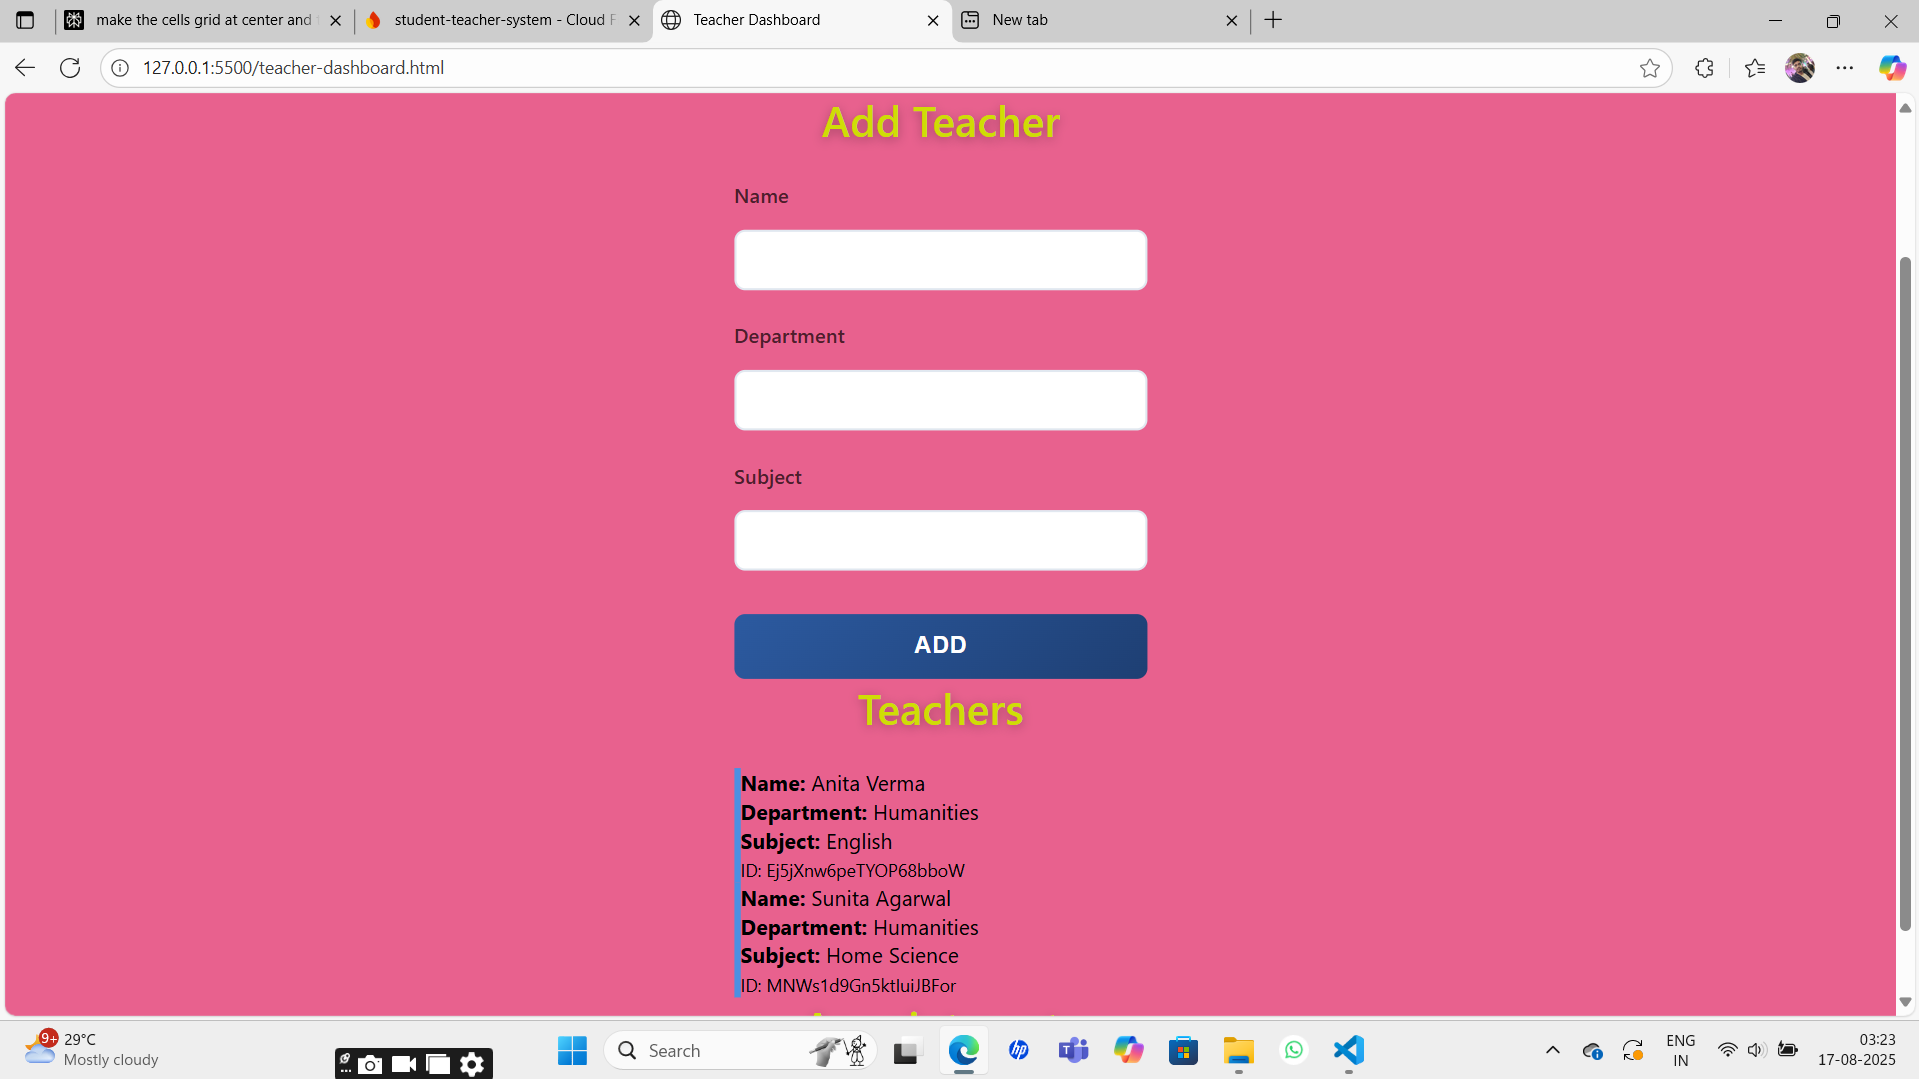 make the cells grid at center and
student-teacher-system - Cloud F
Teacher Dashboard
New tab
127.0.0.1:5500/teacher-dashboard.html
Add Teacher
Name
Department
Subject
ADD
Teachers
Name: Anita Verma
Department: Humanities
Subject: English
ID: Ej5jXnw6peTYOP68bboW
Name: Sunita Agarwal
Department: Humanities
Subject: Home Science
ID: MNWs1d9Gn5ktIuiJBFor
9+
29°C
Mostly cloudy
Search
ENG
IN
03:23
17-08-2025